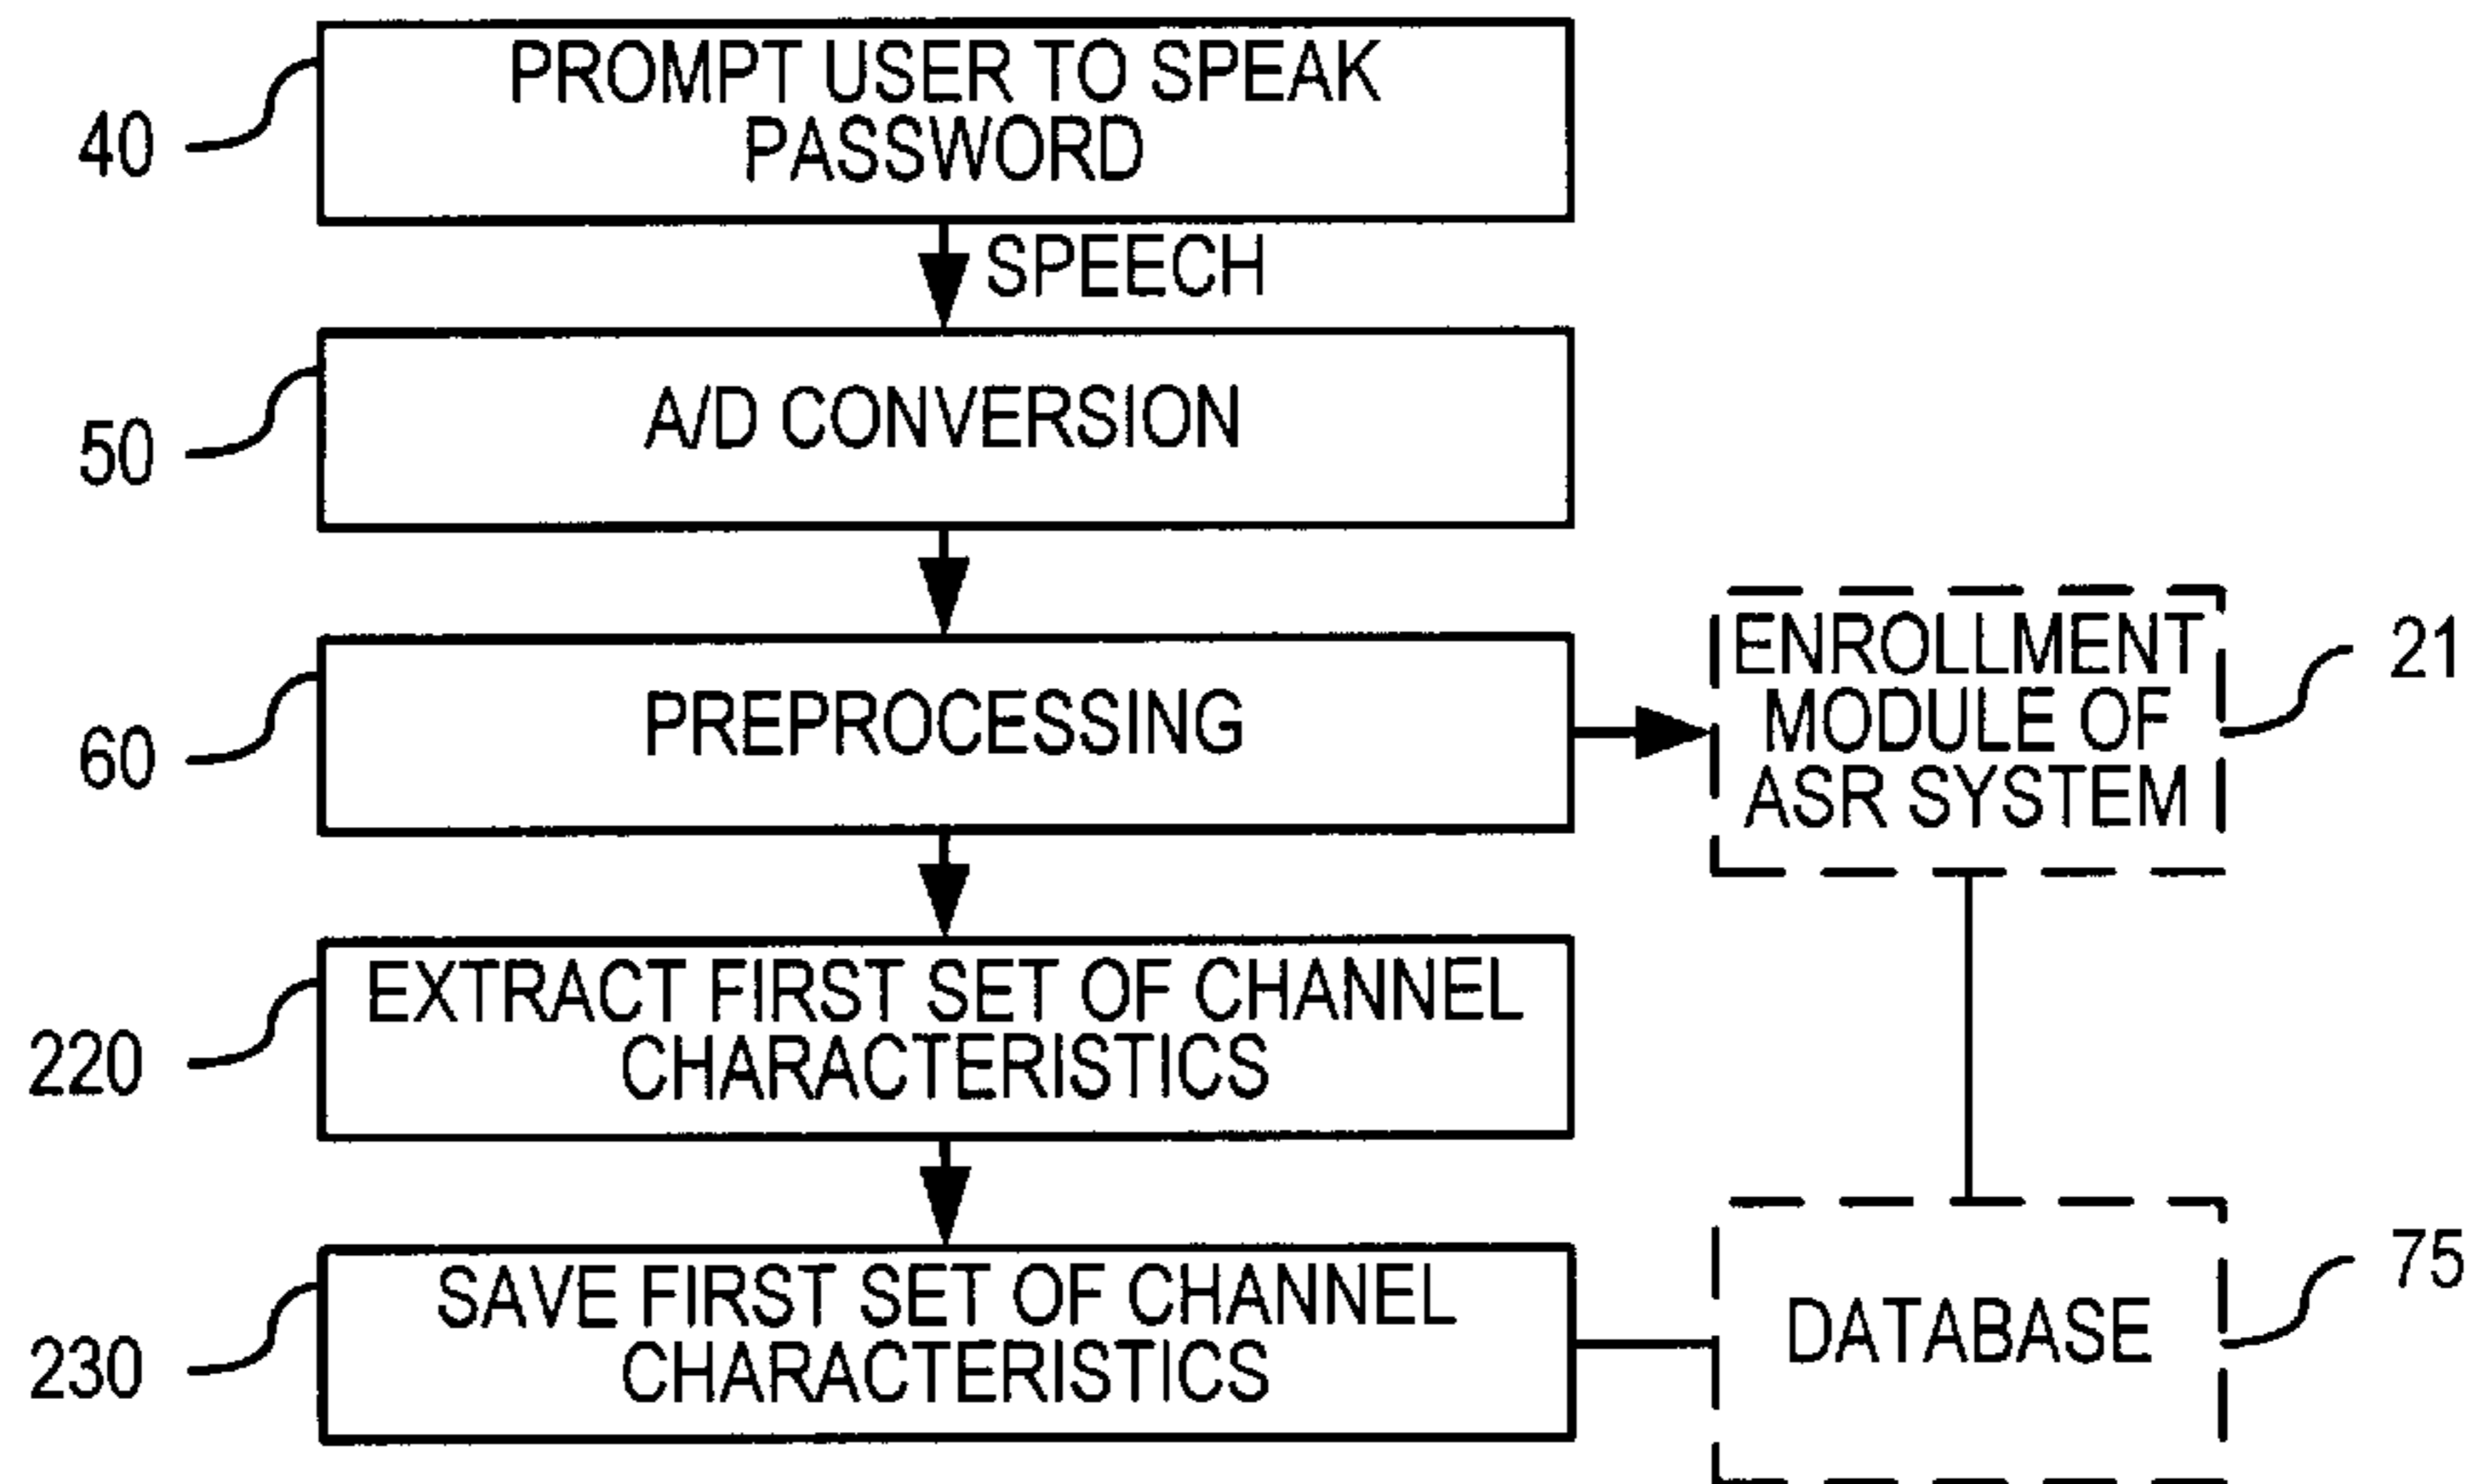 PROMPT USER TO SPEAK
PASSWORD
40
SPEECH
A/D CONVERSION
50
PREPROCESSING
60
ENROLLMENT
MODULE OF
ASR SYSTEM
21
EXTRACT FIRST SET OF CHANNEL
CHARACTERISTICS
220
SAVE FIRST SET OF CHANNEL
CHARACTERISTICS
230
DATABASE
75